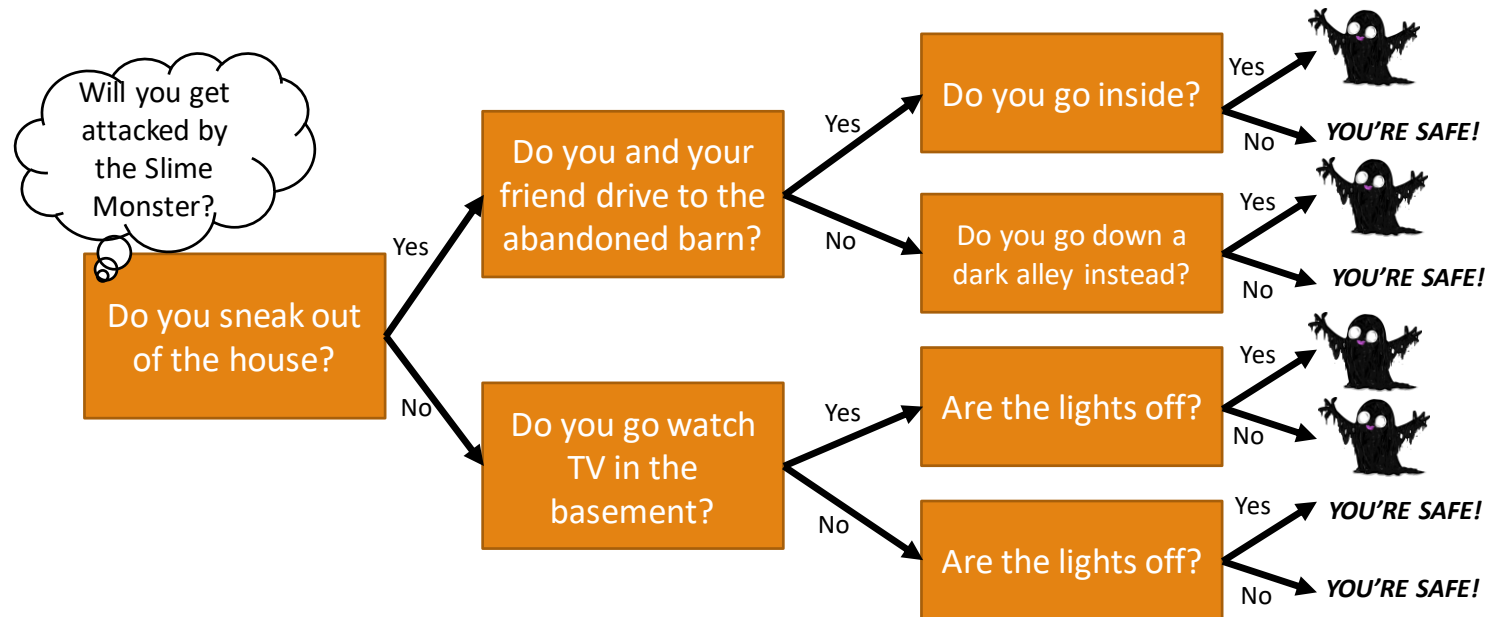 Will you get
attacked by
the Slime
Monster?
Do you sneak out
of the house?
Yes
No
Do you and your
friend drive to the
abandoned barn?
Yes
No
Do you go watch
TV in the
basement?
Yes
No
Do you go inside?
Yes
No
YOU'RE SAFE!
Do you go down a
dark alley instead?
Yes
No
YOU'RE SAFE!
Are the lights off?
Yes
No
Are the lights off?
Yes
YOU'RE SAFE!
No
YOU'RE SAFE!